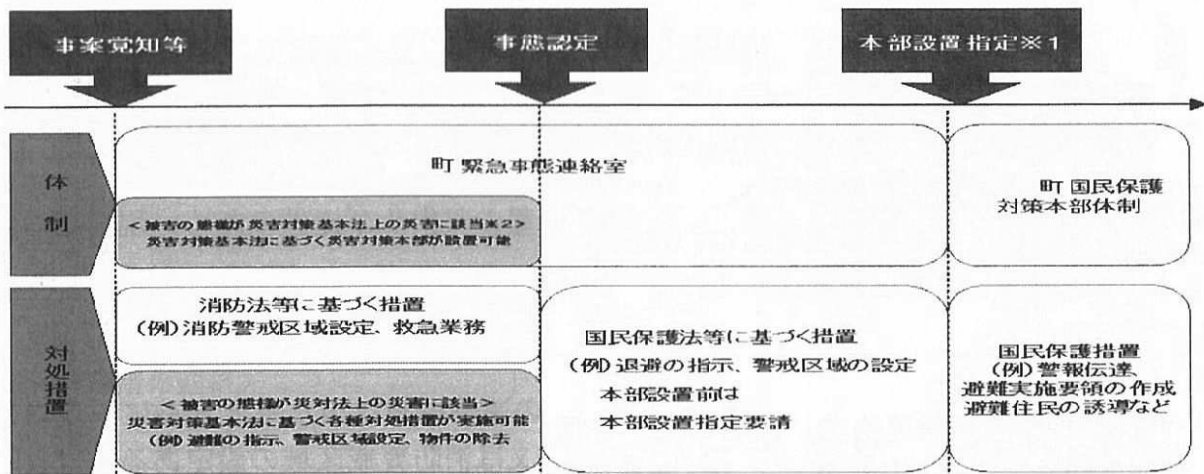 事案覚知等
事態認定
本部設置指定※1
体制
町 緊急事態連絡室
<被害の態様が災害対策基本法上の災害に該当※2>
災害対策基本法に基づく災害対策本部が設置可能
町 国民保護
対策本部体制
対処措置
消防法等に基づく措置
(例)消防警戒区域設定、救急業務
<被害の態様が災対法上の災害に該当>
災害対策基本法に基づく各種対処措置が実施可能
(例)避難の指示、警戒区域設定、物件の除去
国民保護法等に基づく措置
(例)退避の指示、警戒区域の設定
本部設置前は
本部設置指定要請
国民保護措置
(例)警報伝達、
避難実施要領の作成
避難住民の誘導など